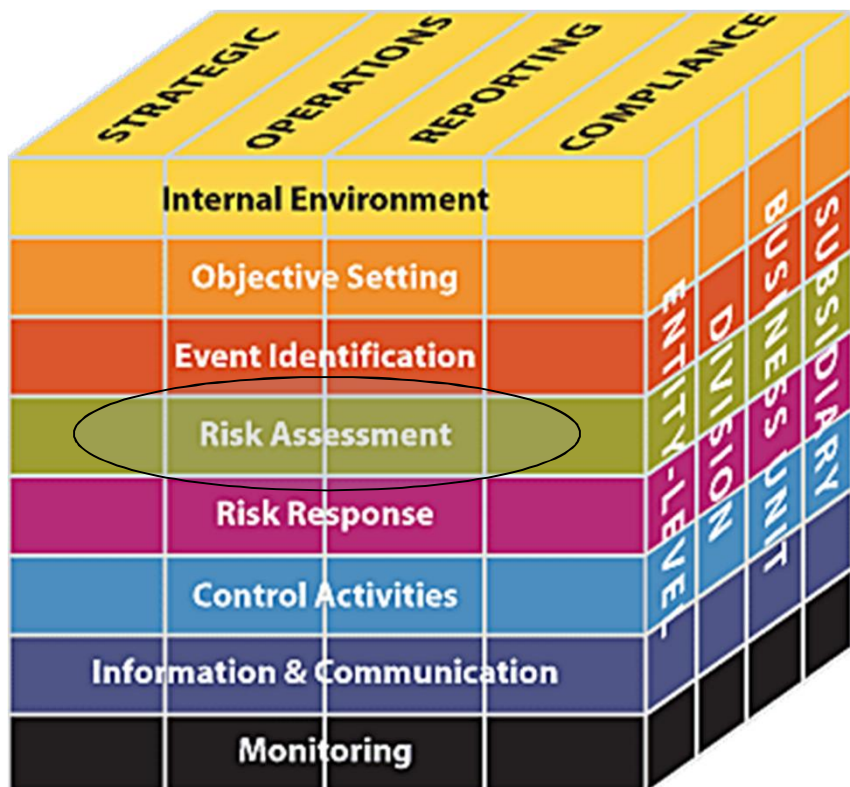 STRATEGIC
OPERATIONS
REPORTING
COMPLIANCE
Internal Environment
Objective Setting
Event Identification
Risk Assessment
Risk Response
Control Activities
Information & Communication
Monitoring
ENTITY-LEVEL
DIVISION
BUSINESS UNIT
SUBSIDIARY